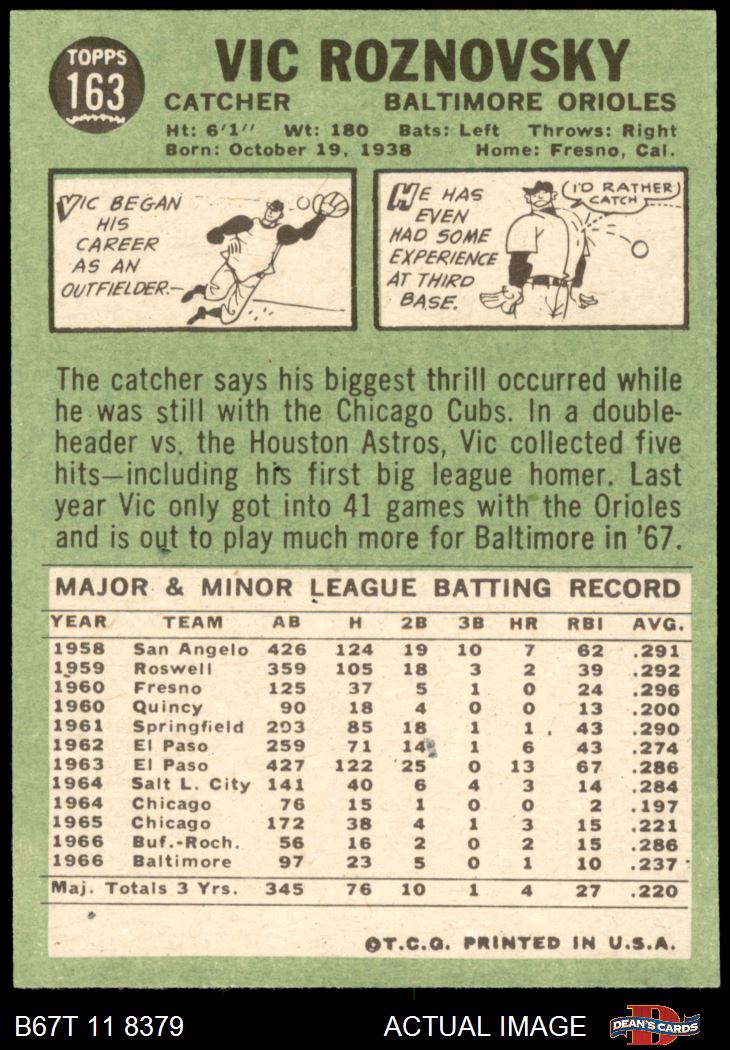 TOPPS
163
VIC ROZNOVSKY
CATCHER BALTIMORE ORIOLES
Ht: 6'1" Wt: 180 Bats: Left Throws: Right
Born: October 19, 1938 Home: Fresno, Cal.
VIC BEGAN
HIS
CAREER
AS AN
OUTFIELDER.—
HE HAS
EVEN
HAD SOME
EXPERIENCE
AT THIRD
BASE.
I'D RATHER
CATCH
The catcher says his biggest thrill occurred while
he was still with the Chicago Cubs. In a double-
header vs. the Houston Astros, Vic collected five
hits—including his first big league homer. Last
year Vic only got into 41 games with the Orioles
and is out to play much more for Baltimore in '67.
MAJOR & MINOR LEAGUE BATTING RECORD
YEAR TEAM AB H 2B 3B HR RBI AVG.
1958 San Angelo 426 124 19 10 7 62 .291
1959 Roswell 359 105 18 3 2 39 .292
1960 Fresno 125 37 5 1 0 24 .296
1960 Quincy 90 18 4 0 0 13 .200
1961 Springfield 293 85 18 1 1 43 .290
1962 El Paso 259 71 14 1 6 43 .274
1963 El Paso 427 122 25 0 13 67 .286
1964 Salt L. City 141 40 6 4 3 14 .284
1964 Chicago 76 15 1 0 0 2 .197
1965 Chicago 172 38 4 1 3 15 .221
1966 Buf.-Roch. 56 16 2 0 2 15 .286
1966 Baltimore 97 23 5 0 1 10 .237
Maj. Totals 3 Yrs. 345 76 10 1 4 27 .220
©T.C.G. PRINTED IN U.S.A.
B67T 11 8379 ACTUAL IMAGE
D
DEAN'S CARDS